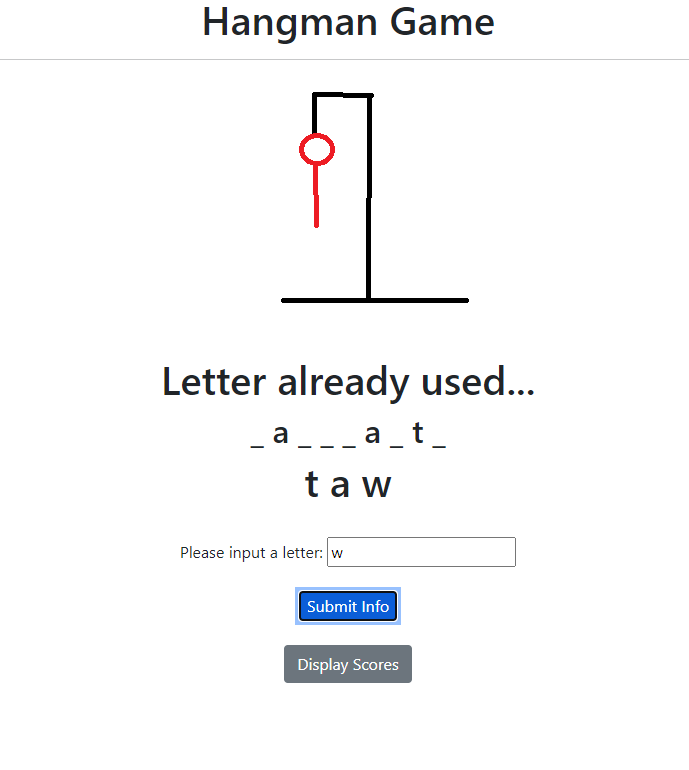 Hangman Game
Letter already used...
_ a _ _ _ a _ t _
t a w
Please input a letter: w
Submit Info
Display Scores